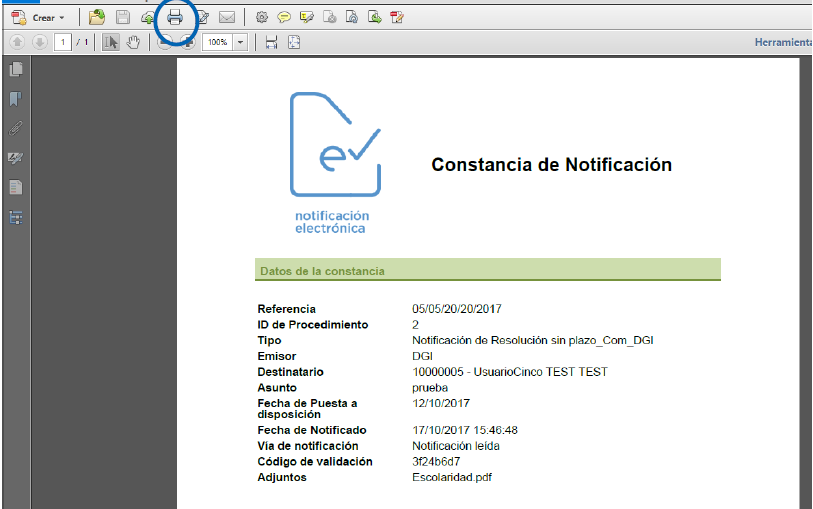 Crear
1 / 1
100%
Herramienta
notificación
electrónica
Constancia de Notificación
Datos de la constancia
Referencia 05/05/20/20/2017
ID de Procedimiento 2
Tipo Notificación de Resolución sin plazo_Com_DGI
Emisor DGI
Destinatario 10000005 - UsuarioCinco TEST TEST
Asunto prueba
Fecha de Puesta a
disposición 12/10/2017
Fecha de Notificado 17/10/2017 15:46:48
Via de notificación Notificación leída
Código de validación 3f24b6d7
Adjuntos Escolaridad.pdf